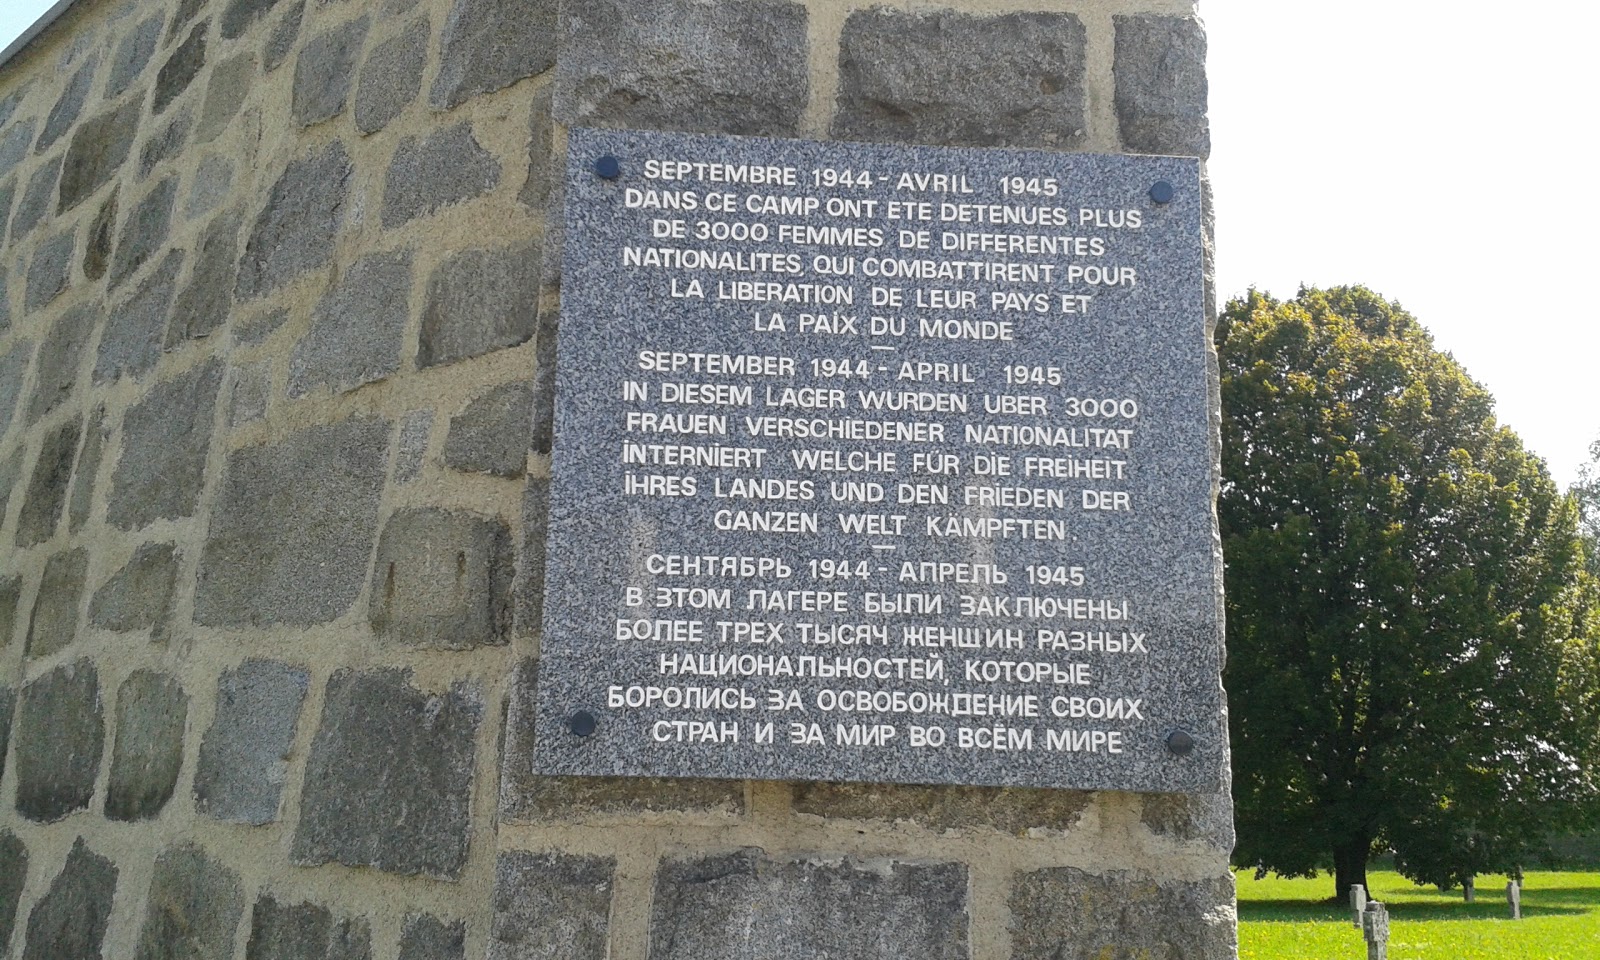 SEPTEMBRE 1944 - AVRIL 1945
DANS CE CAMP ONT ETE DETENUES PLUS
DE 3000 FEMMES DE DIFFERENTES
NATIONALITES, QUI COMBATTIRENT POUR
LA LIBERATION DE LEUR PAYS ET
LA PAIX DU MONDE
—
SEPTEMBER 1944 - APRIL 1945
IN DIESEM LAGER WURDEN UBER 3000
FRAUEN VERSCHIEDENER NATIONALITAT
INTERNIERT WELCHE FÜR DIE FREIHEIT
IHRES LANDES UND DEN FRIEDEN DER
GANZEN WELT KÄMPFTEN.
—
СЕНТЯБРЬ 1944 - АПРЕЛЬ 1945
В ЭТОМ ЛАГЕРЕ БЫЛИ ЗАКЛЮЧЕНЫ
БОЛЕЕ ТРЕХ ТЫСЯЧ ЖЕНШИН РАЗНЫХ
НАЦИОНАЛЬНОСТЕЙ, КОТОРЫЕ
БОРОЛИСЬ ЗА ОСВОБОЖДЕНИЕ СВОИХ
СТРАН И ЗА МИР ВО ВСЁМ МИРЕ